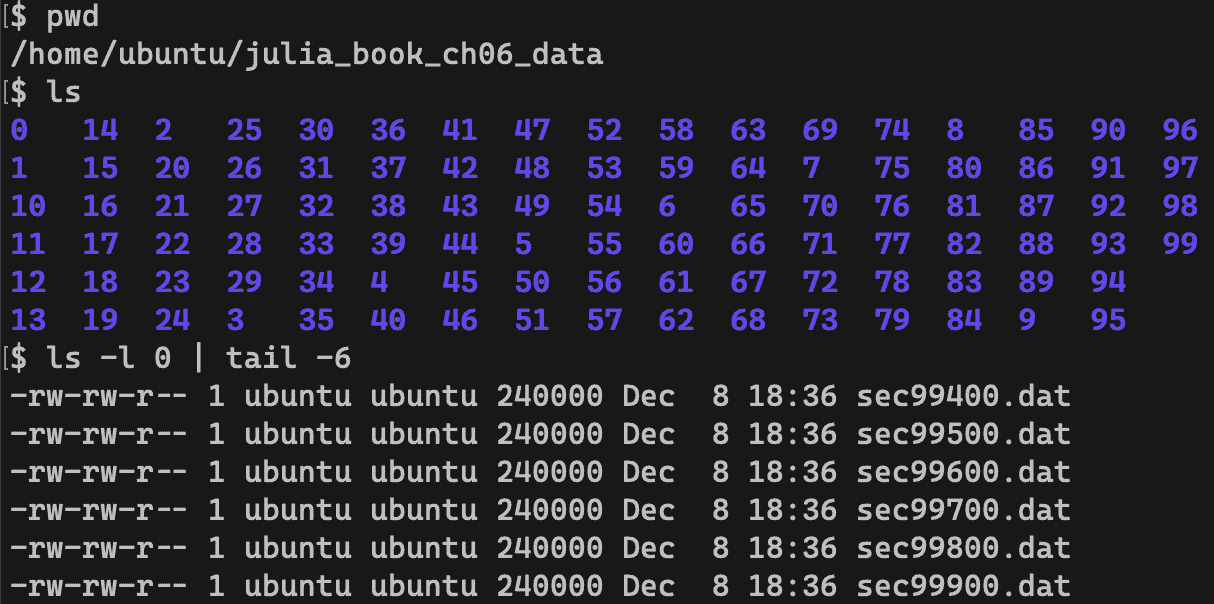 $ pwd
/home/ubuntu/julia_book_ch06_data
$ ls
0 14 2 25 30 36 41 47 52 58 63 69 74 8 85 90 96
1 15 20 26 31 37 42 48 53 59 64 7 75 80 86 91 97
10 16 21 27 32 38 43 49 54 6 65 70 76 81 87 92 98
11 17 22 28 33 39 44 5 55 60 66 71 77 82 88 93 99
12 18 23 29 34 4 45 50 56 61 67 72 78 83 89 94
13 19 24 3 35 40 46 51 57 62 68 73 79 84 9 95
$ ls -l 0 | tail -6
-rw-rw-r-- 1 ubuntu ubuntu 240000 Dec  8 18:36 sec99400.dat
-rw-rw-r-- 1 ubuntu ubuntu 240000 Dec  8 18:36 sec99500.dat
-rw-rw-r-- 1 ubuntu ubuntu 240000 Dec  8 18:36 sec99600.dat
-rw-rw-r-- 1 ubuntu ubuntu 240000 Dec  8 18:36 sec99700.dat
-rw-rw-r-- 1 ubuntu ubuntu 240000 Dec  8 18:36 sec99800.dat
-rw-rw-r-- 1 ubuntu ubuntu 240000 Dec  8 18:36 sec99900.dat